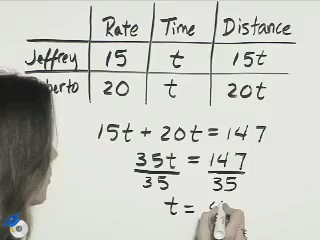 Rate Time Distance
Jeffrey 15 t 15t
berto 20 t 20t
15t + 20t = 147
35t = 147
35 35
t =